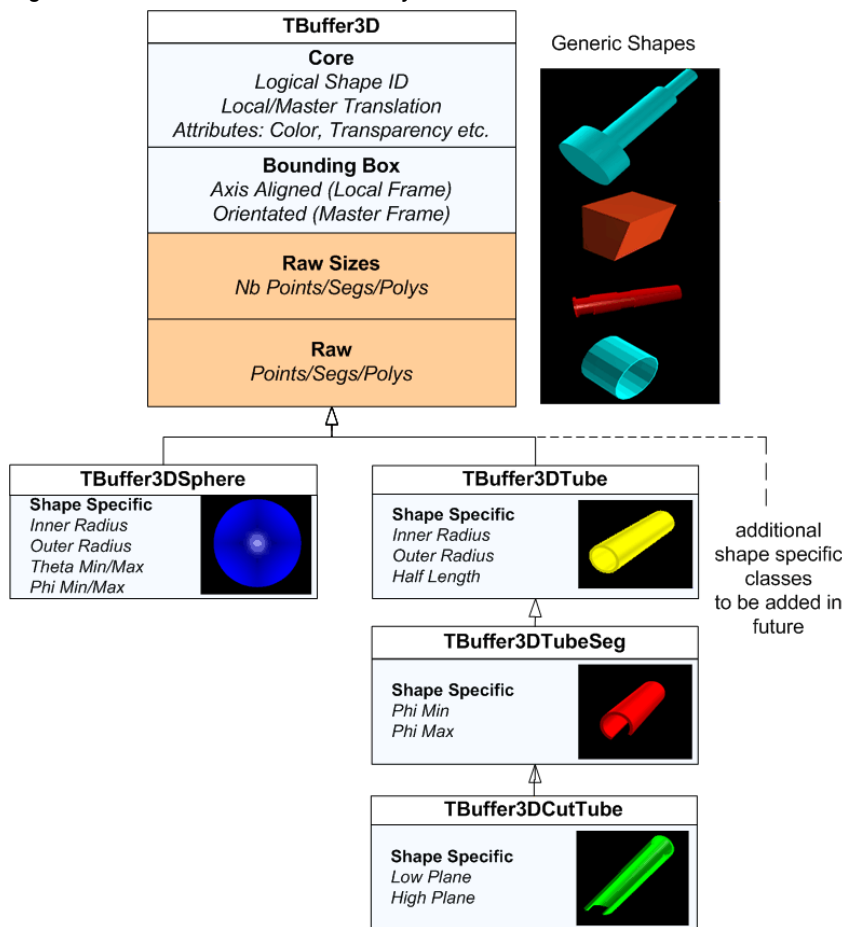 TBuffer3D
Core
Logical Shape ID
Local/Master Translation
Attributes: Color, Transparency etc.
Bounding Box
Axis Aligned (Local Frame)
Orientated (Master Frame)
Raw Sizes
Nb Points/Segs/Polys
Raw
Points/Segs/Polys
Generic Shapes
TBuffer3DSphere
Shape Specific
Inner Radius
Outer Radius
Theta Min/Max
Phi Min/Max
TBuffer3DTube
Shape Specific
Inner Radius
Outer Radius
Half Length
additional
shape specific
classes
to be added in
future
TBuffer3DTubeSeg
Shape Specific
Phi Min
Phi Max
TBuffer3DCutTube
Shape Specific
Low Plane
High Plane